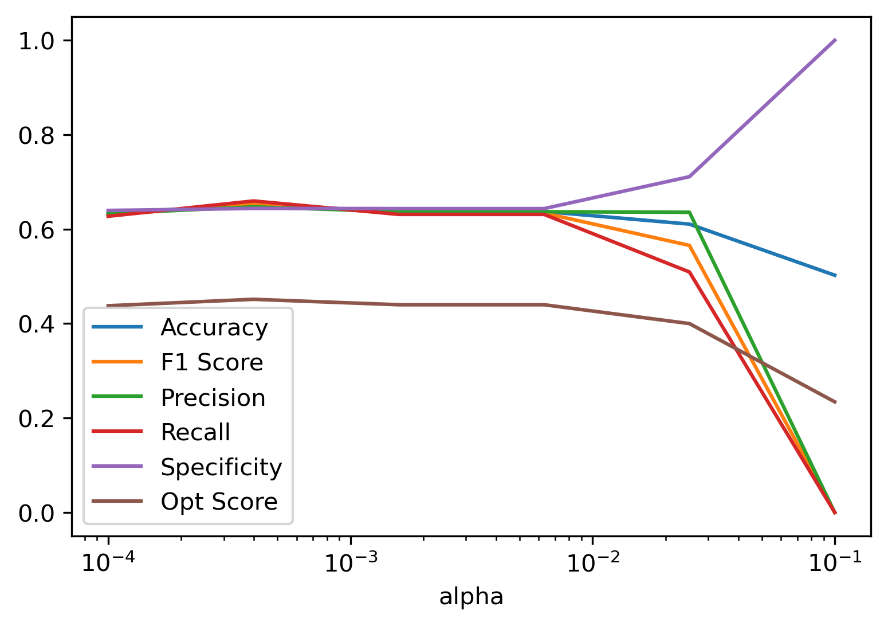 1.0
0.8
0.6
0.4
0.2
0.0
Accuracy
F1 Score
Precision
Recall
Specificity
Opt Score
10⁻⁴ 10⁻³ 10⁻² 10⁻¹
alpha